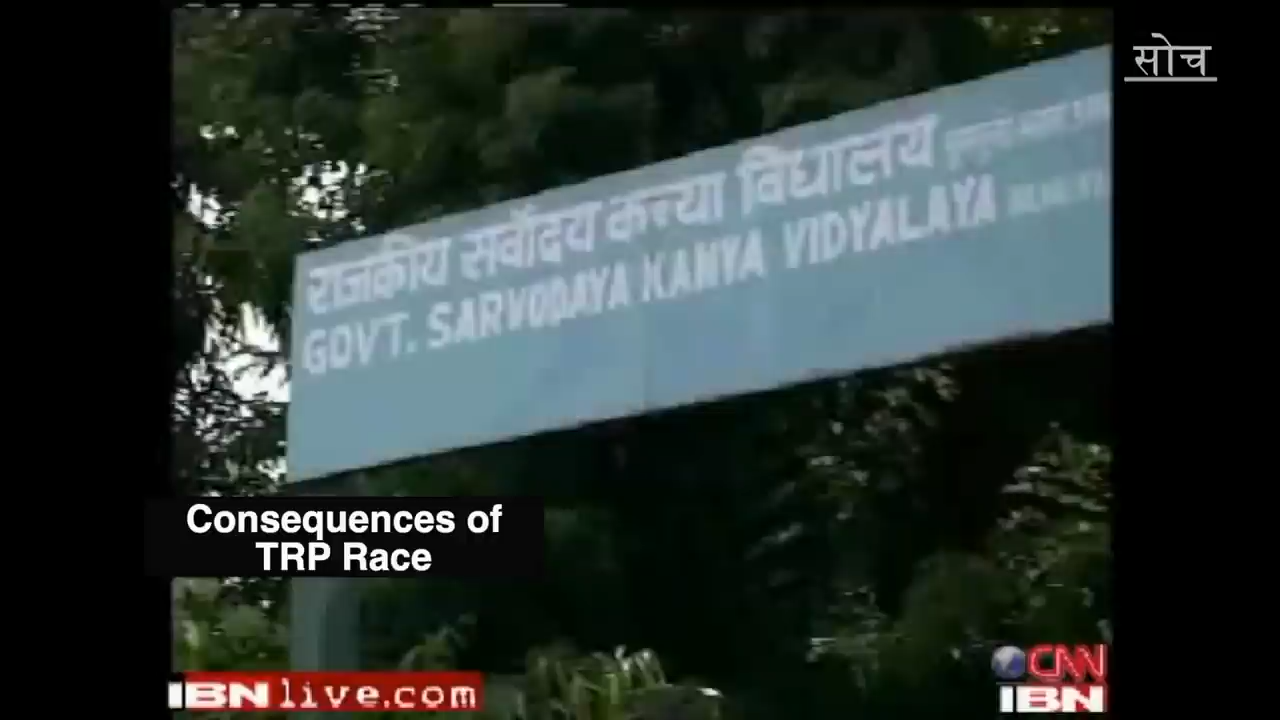 सोच
राजकीय सर्वोदय कन्या विद्यालय
GOVT. SARVODAYA KANYA VIDYALAYA
Consequences of
TRP Race
IBNlive.com
CNN
IBN